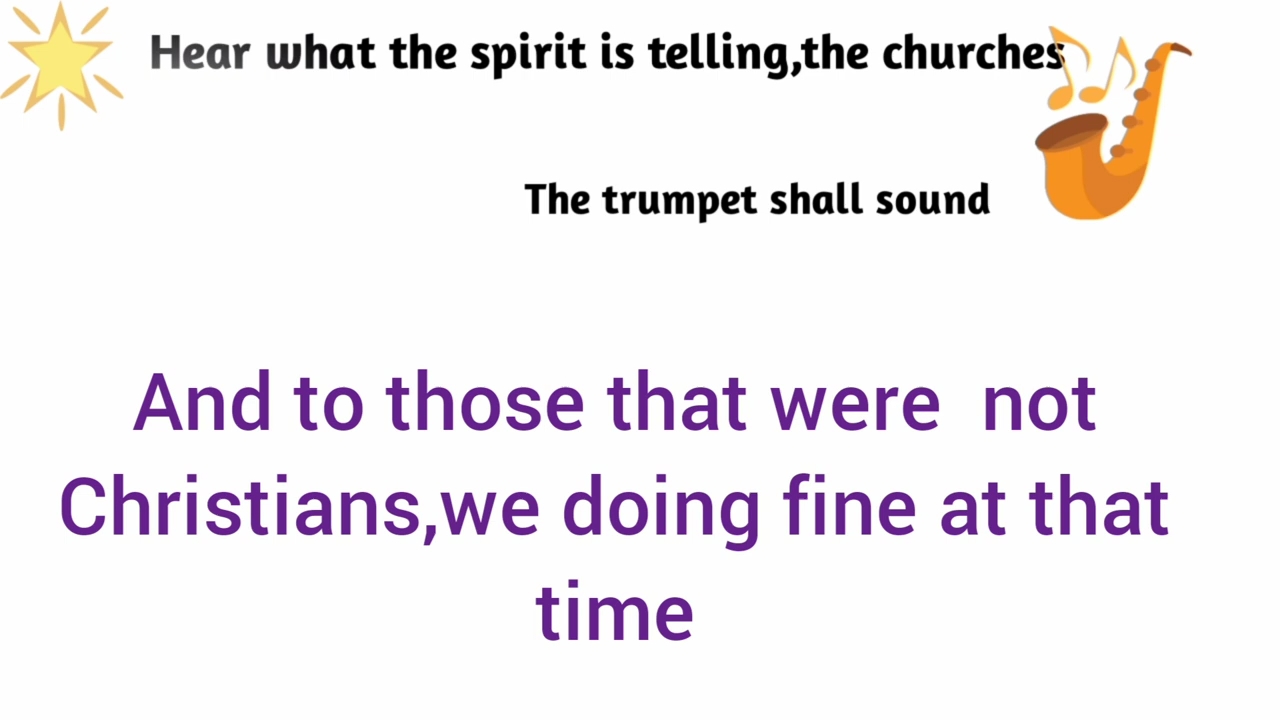 Hear what the spirit is telling,the churches
The trumpet shall sound
And to those that were not
Christians,we doing fine at that
time